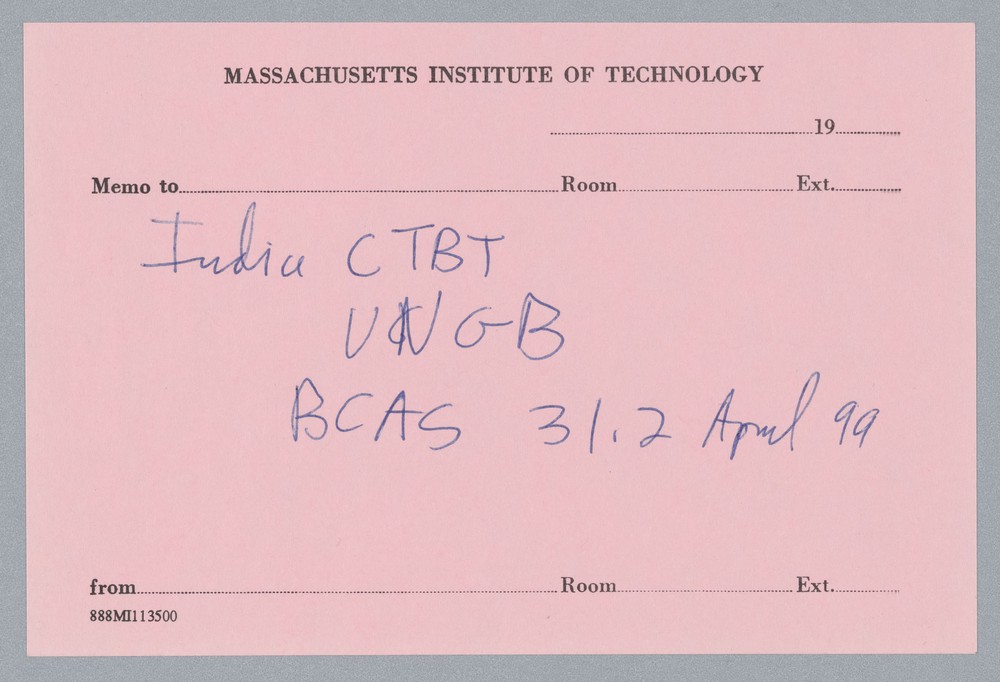 MASSACHUSETTS INSTITUTE OF TECHNOLOGY
19
Memo to Room Ext.
India CTBT
UNGB
BCAS 31.2 April 99
from Room Ext.
888MI113500